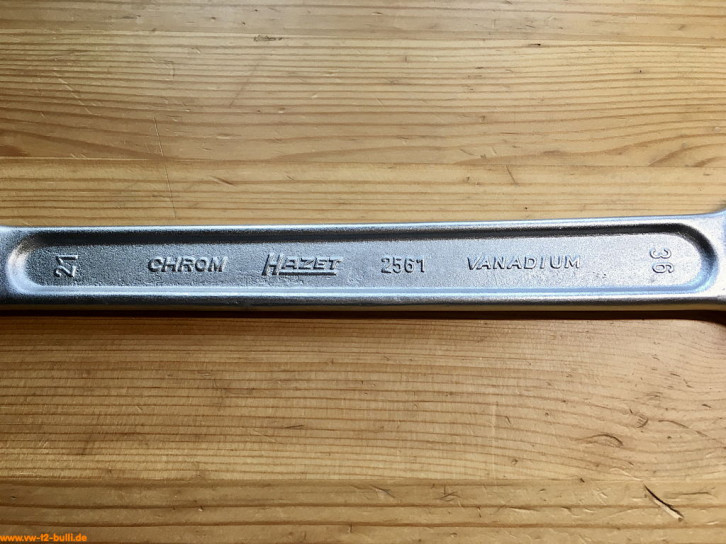 21 CHROM HAZET 2561 VANADIUM 36
www.vw-t2-bulli.de